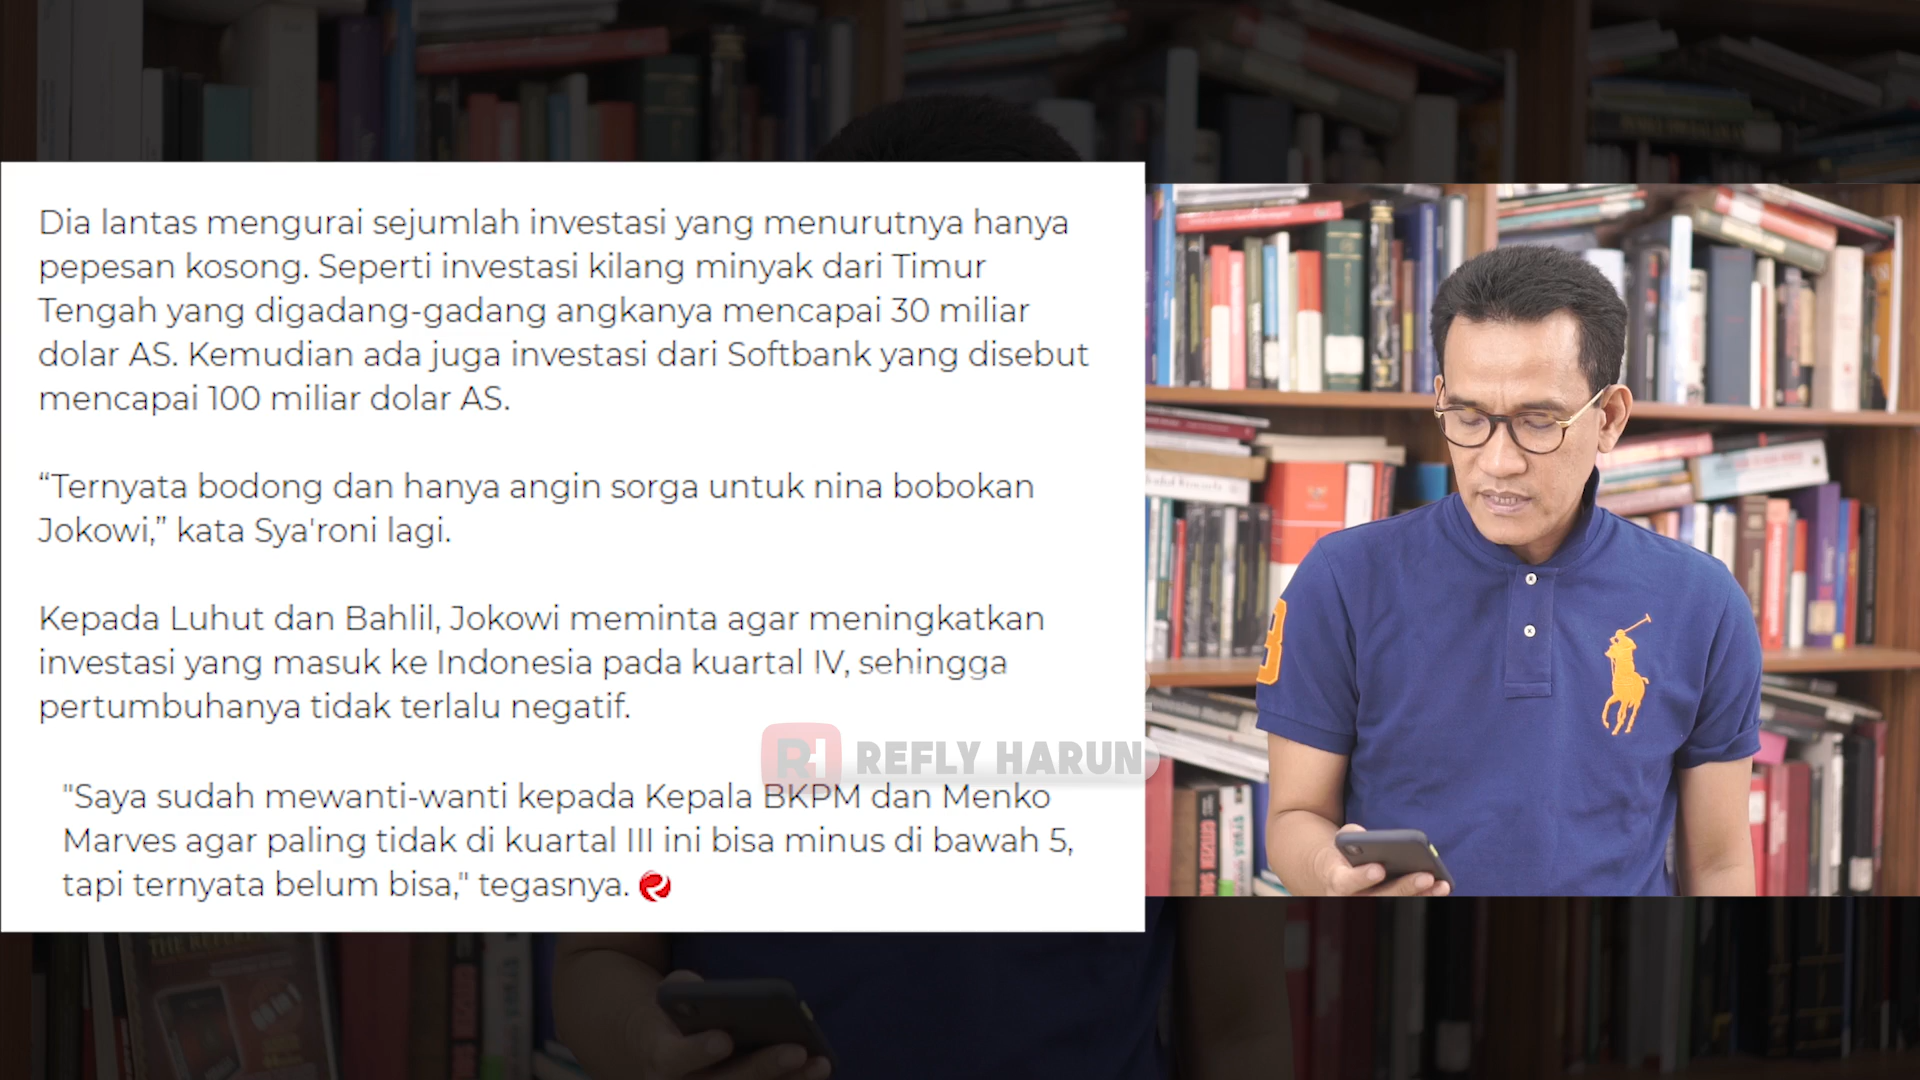 Dia lantas mengurai sejumlah investasi yang menurutnya hanya
pepesan kosong. Seperti investasi kilang minyak dari Timur
Tengah yang digadang-gadang angkanya mencapai 30 miliar
dolar AS. Kemudian ada juga investasi dari Softbank yang disebut
mencapai 100 miliar dolar AS.
“Ternyata bodong dan hanya angin sorga untuk nina bobokan
Jokowi,” kata Sya'roni lagi.
Kepada Luhut dan Bahlil, Jokowi meminta agar meningkatkan
investasi yang masuk ke Indonesia pada kuartal IV, sehingga
pertumbuhanya tidak terlalu negatif.
RH REFLY HARUN
"Saya sudah mewanti-wanti kepada Kepala BKPM dan Menko
Marves agar paling tidak di kuartal III ini bisa minus di bawah 5,
tapi ternyata belum bisa," tegasnya.
3